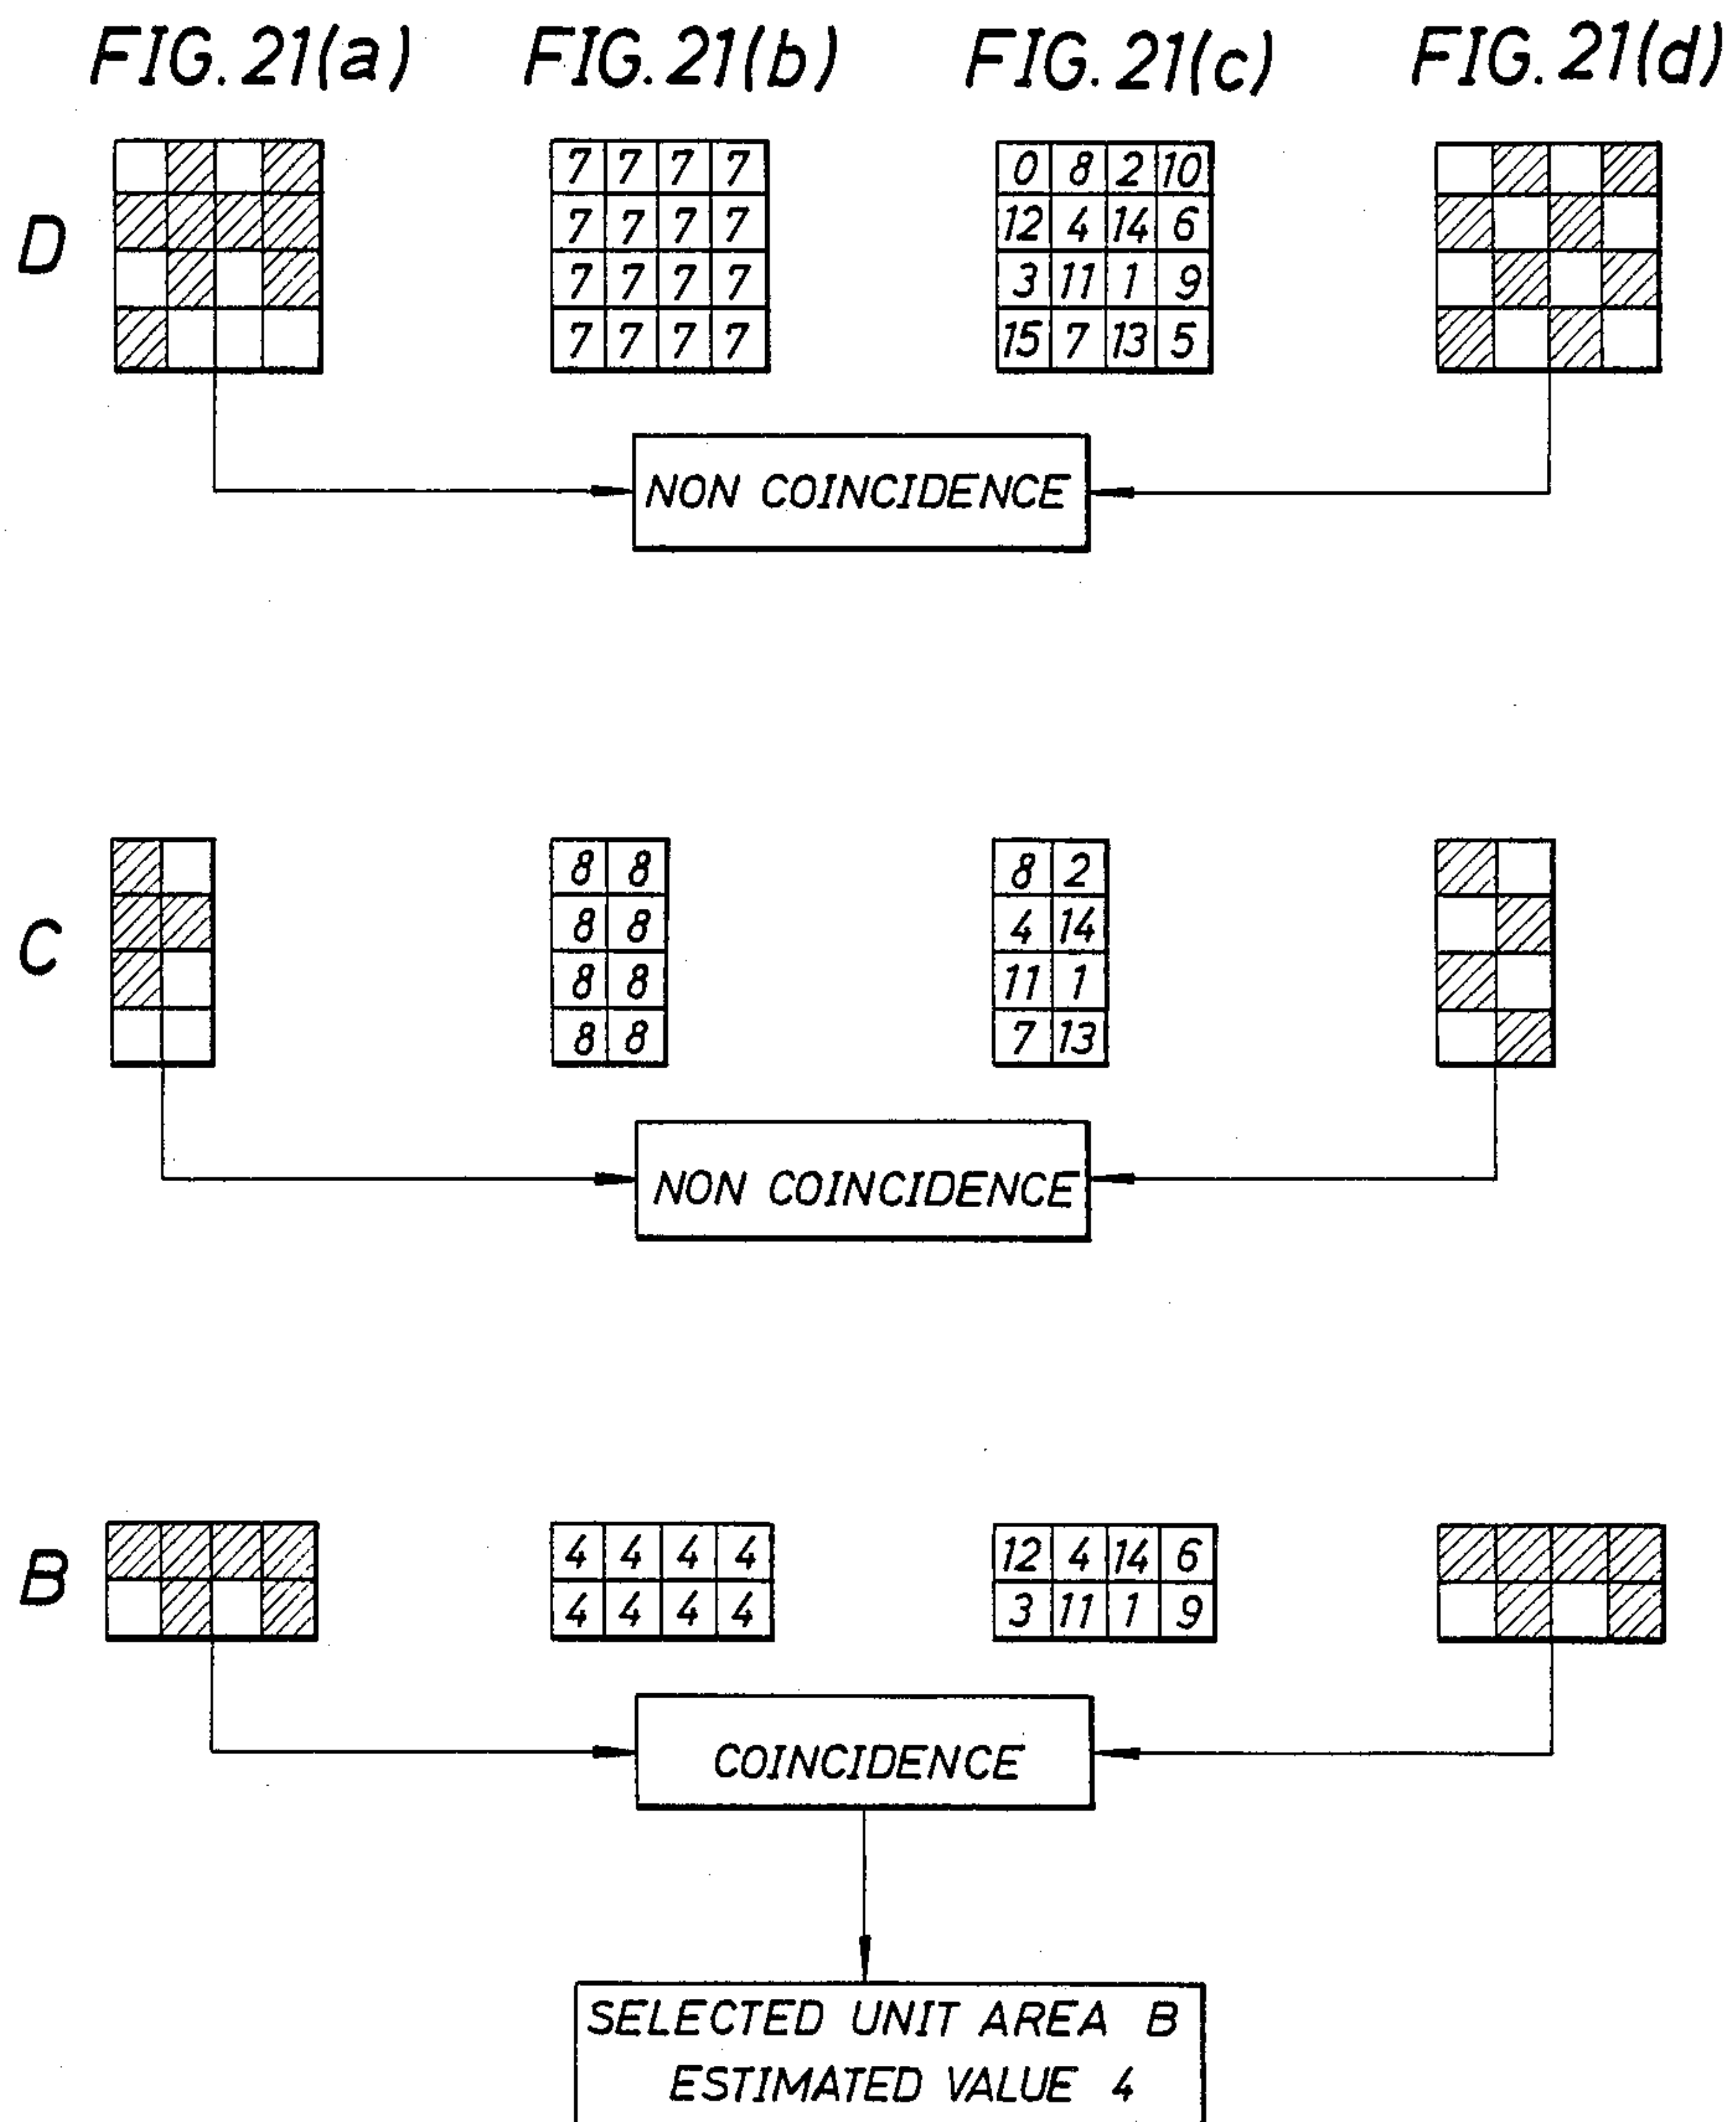 FIG. 21(a) FIG. 21(b) FIG. 21(c) FIG. 21(d)
D
7 7 7 7
7 7 7 7
7 7 7 7
7 7 7 7
0 8 2 10
12 4 14 6
3 11 1 9
15 7 13 5
NON COINCIDENCE
C
8 8
8 8
8 8
8 8
8 2
4 14
11 1
7 13
NON COINCIDENCE
B
4 4 4 4
4 4 4 4
12 4 14 6
3 11 1 9
COINCIDENCE
SELECTED UNIT AREA B
ESTIMATED VALUE 4